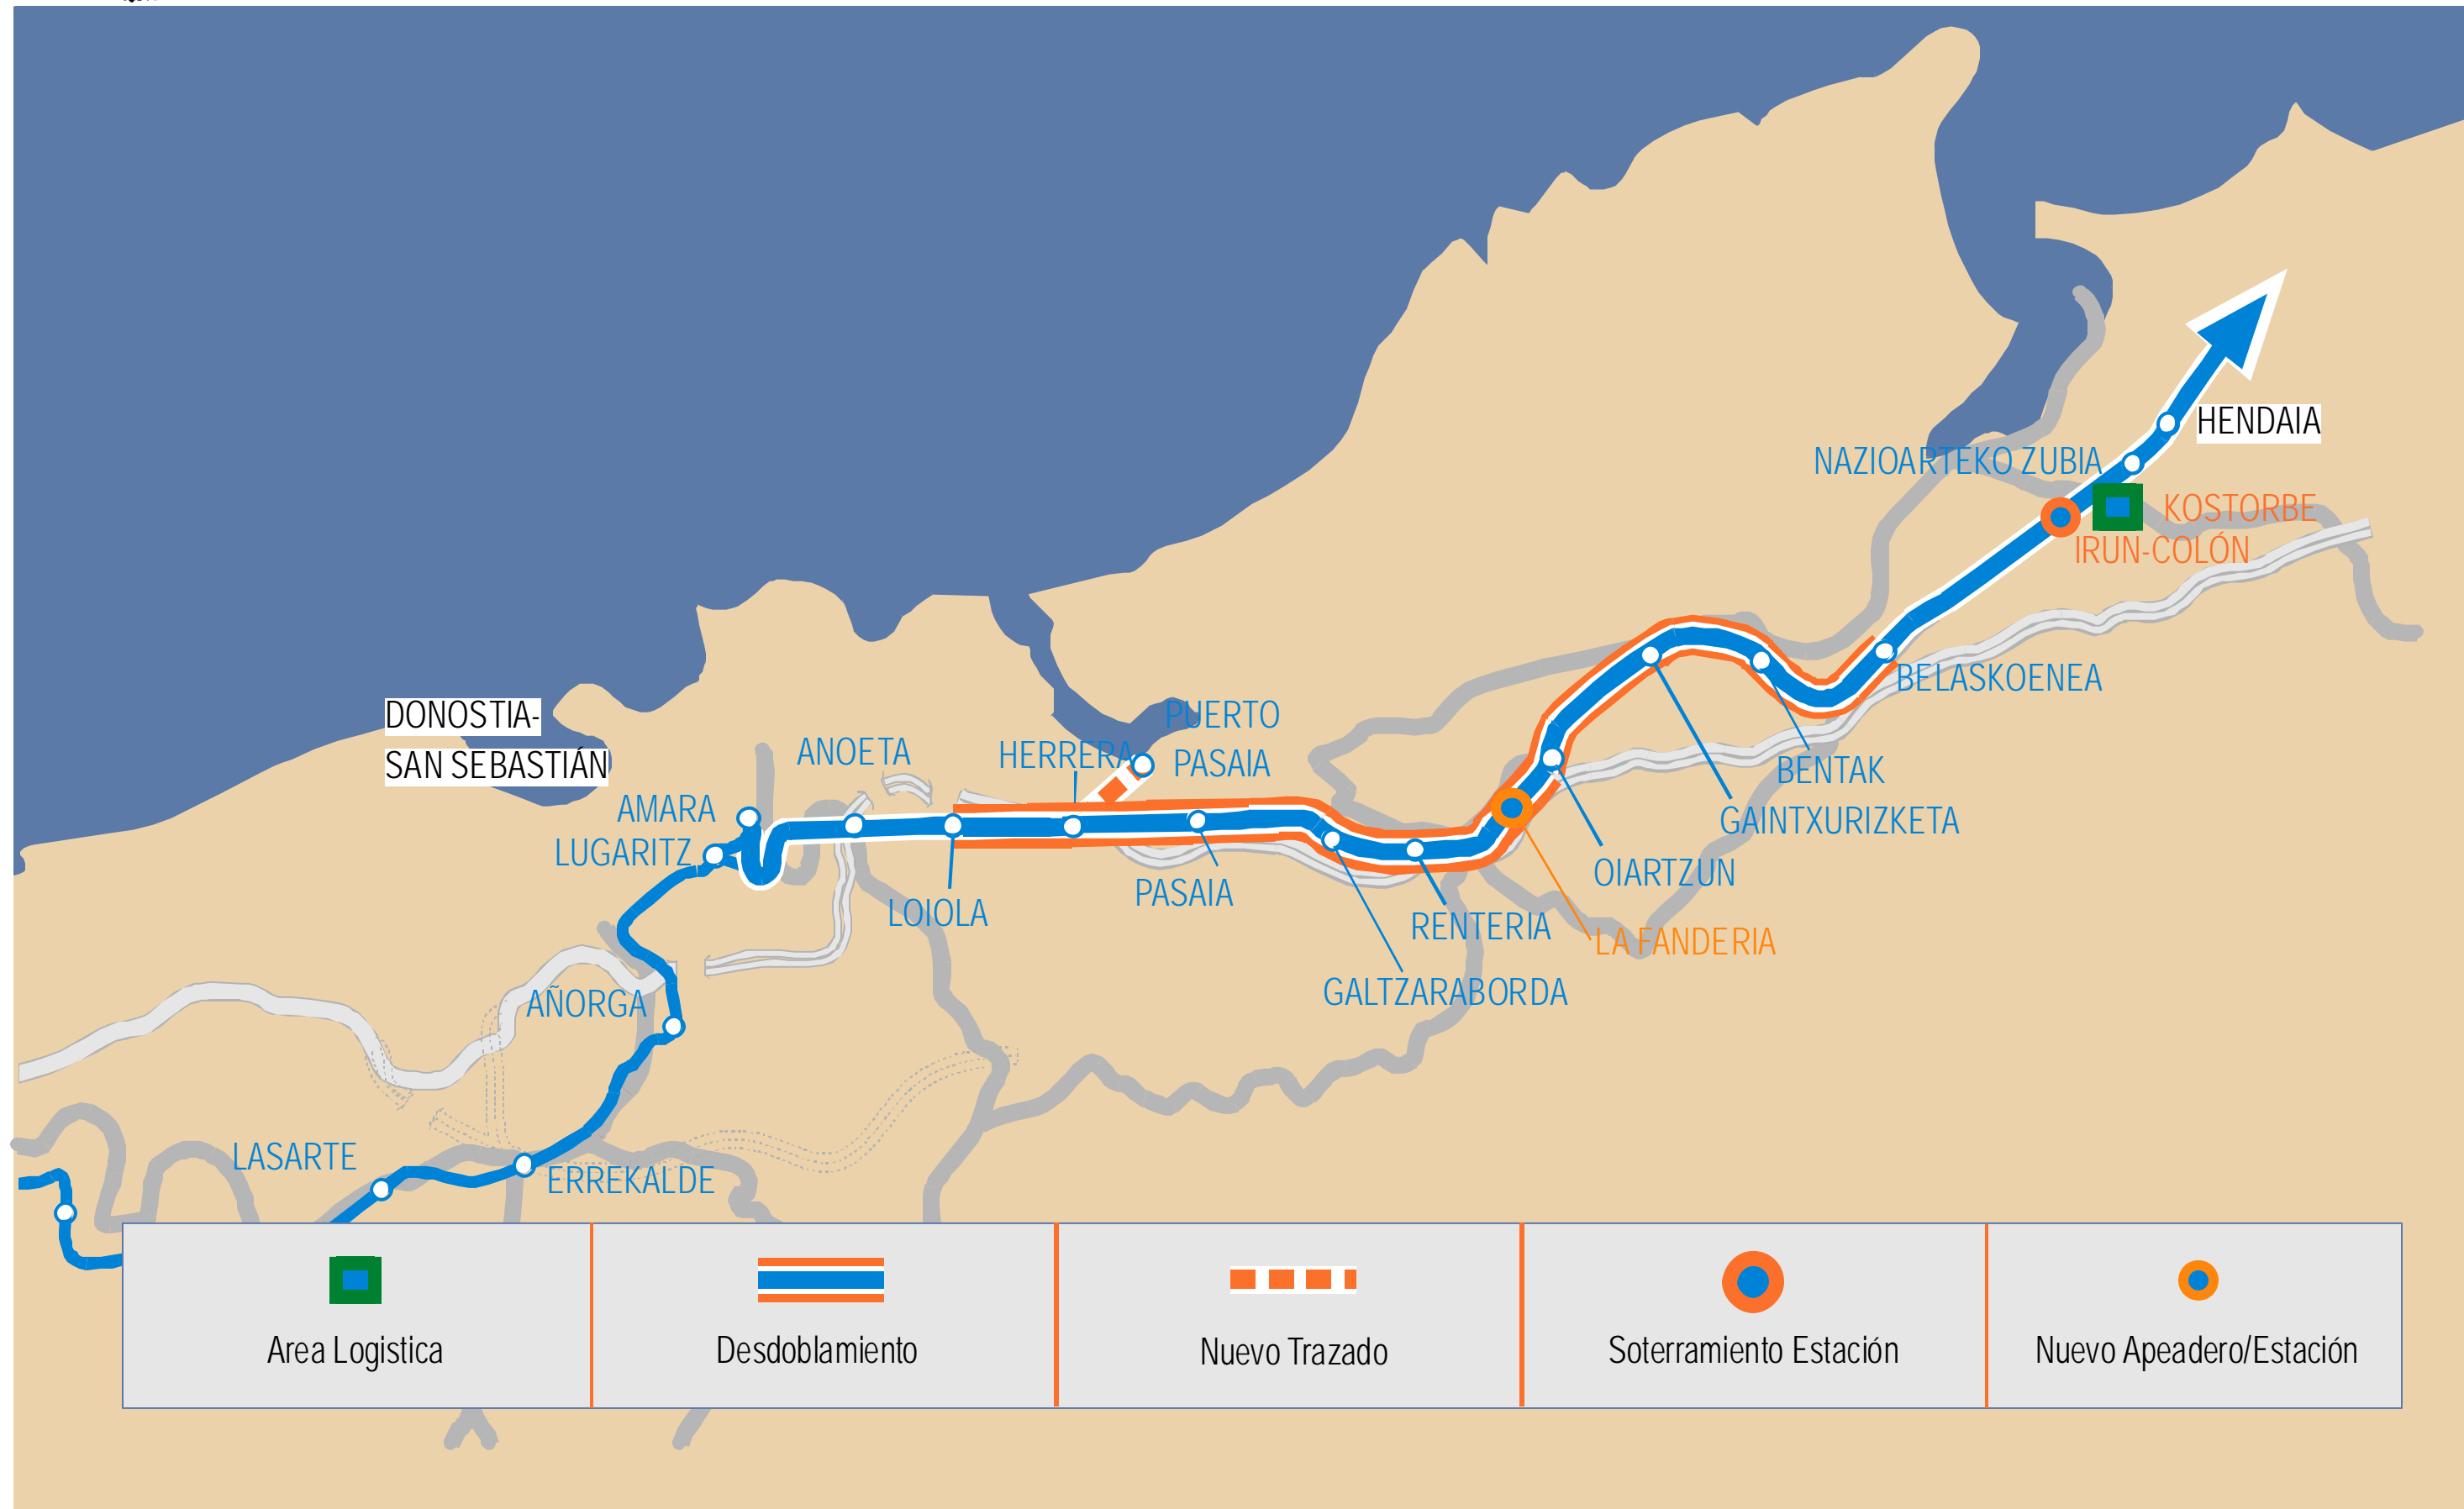 HENDAIA
NAZIOARTEKO ZUBIA
KOSTORBE
IRUN-COLÓN
BELASKOENEA
DONOSTIA-
SAN SEBASTIÁN
PUERTO
PASAIA
ANOETA
HERRERA
BENTAK
AMARA
GAINTXURIZKETA
LUGARITZ
OIARTZUN
PASAIA
LOIOLA
RENTERIA
LA FANDERIA
GALTZARABORDA
AÑORGA
LASARTE
ERREKALDE
Area Logistica
Desdoblamiento
Nuevo Trazado
Soterramiento Estación
Nuevo Apeadero/Estación